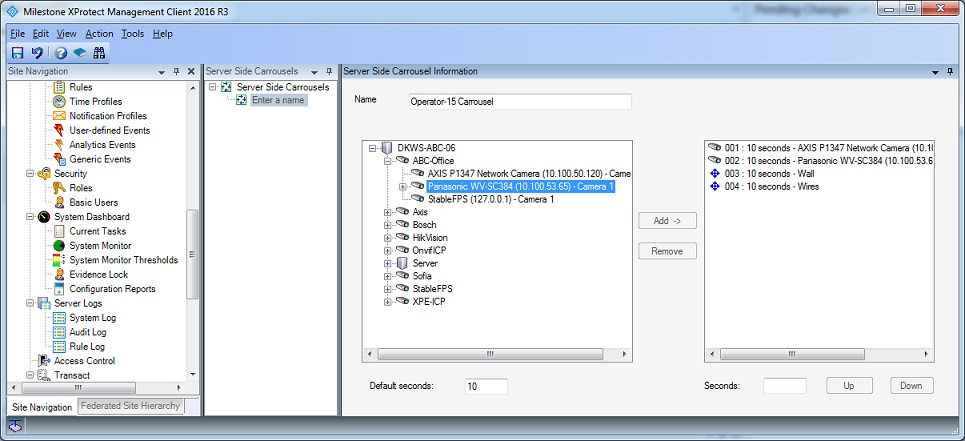 Milestone XProtect Management Client 2016 R3
Pending Changes
File Edit View Action Tools Help
Site Navigation
Rules
Time Profiles
Notification Profiles
User-defined Events
Analytics Events
Generic Events
Security
Roles
Basic Users
System Dashboard
Current Tasks
System Monitor
System Monitor Thresholds
Evidence Lock
Configuration Reports
Server Logs
System Log
Audit Log
Rule Log
Access Control
Transact
Site Navigation Federated Site Hierarchy
Server Side Carrousels
Server Side Carrousels
Enter a name
Server Side Carrousel Information
Name Operator-15 Carrousel
DKWS-ABC-06
ABC-Office
AXIS P1347 Network Camera (10.100.50.120) - Came
Panasonic WV-SC384 (10.100.53.65) - Camera 1
StableFPS (127.0.0.1) - Camera 1
Axis
Bosch
HikVision
OnvifICP
Server
Sofia
StableFPS
XPE-ICP
Add ->
Remove
001 : 10 seconds - AXIS P1347 Network Camera (10.10
002 : 10 seconds - Panasonic WV-SC384 (10.100.53.6
003 : 10 seconds - Wall
004 : 10 seconds - Wires
Default seconds: 10
Seconds: Up Down